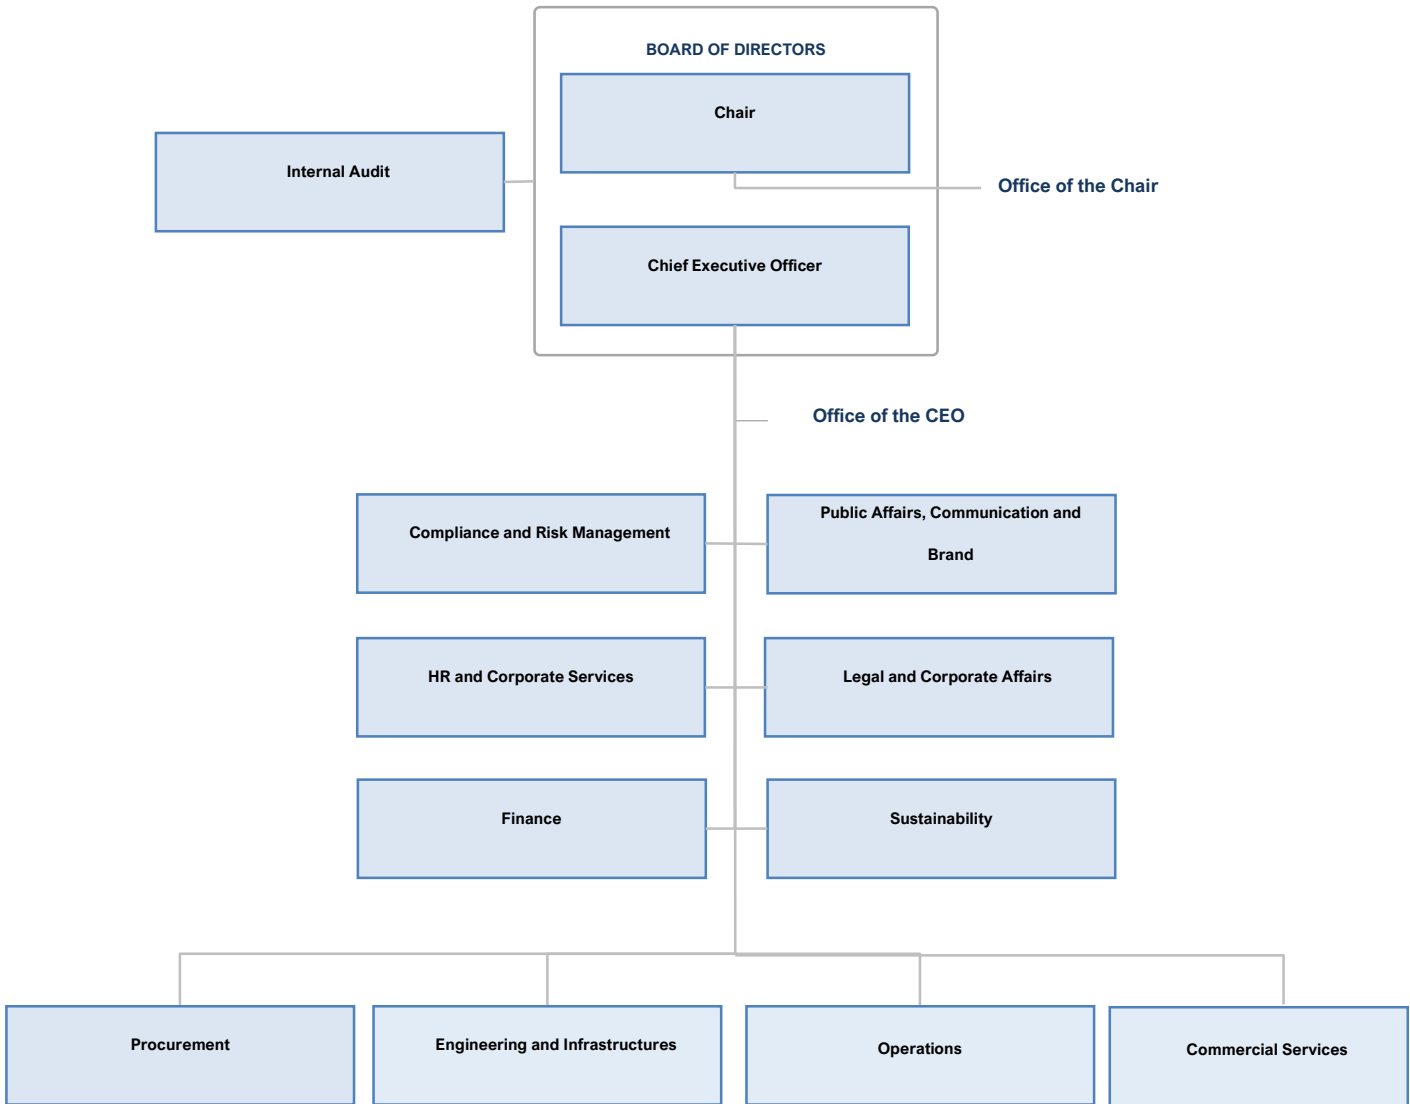 BOARD OF DIRECTORS
Chair
Internal Audit
Office of the Chair
Chief Executive Officer
Office of the CEO
Compliance and Risk Management
Public Affairs, Communication and
Brand
HR and Corporate Services
Legal and Corporate Affairs
Finance
Sustainability
Procurement
Engineering and Infrastructures
Operations
Commercial Services